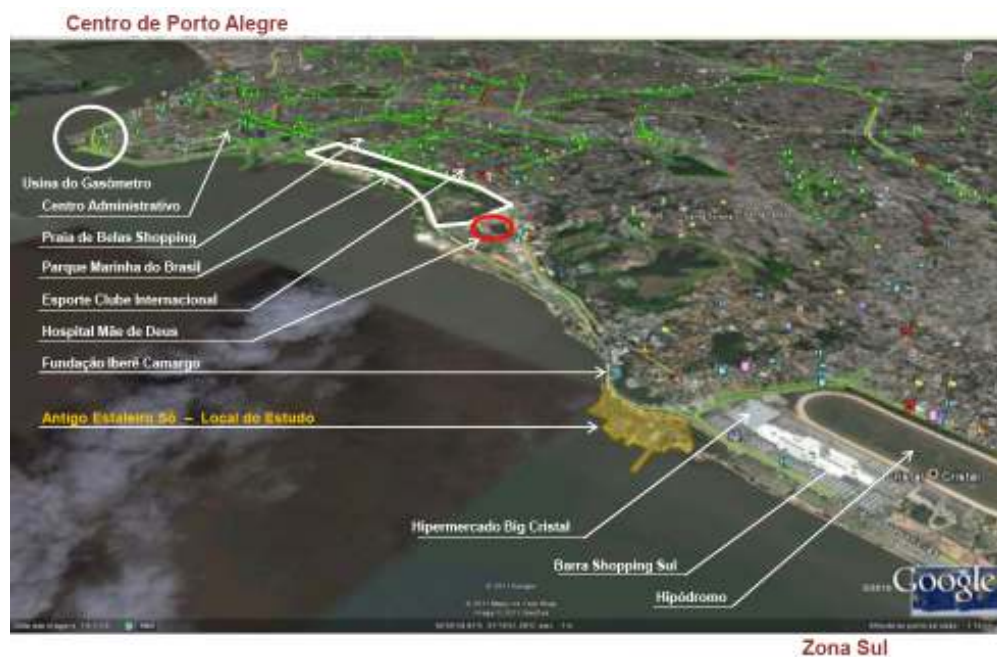 Centro de Porto Alegre
Usina do Gasômetro
Centro Administrativo
Praia de Belas Shopping
Parque Marinha do Brasil
Esporte Clube Internacional
Hospital Mãe de Deus
Fundação Iberê Camargo
Antigo Estaleiro Só – Local do Estudo
Cristal
Hipermercado Big Cristal
Barra Shopping Sul
Hipódromo
Google
Zona Sul